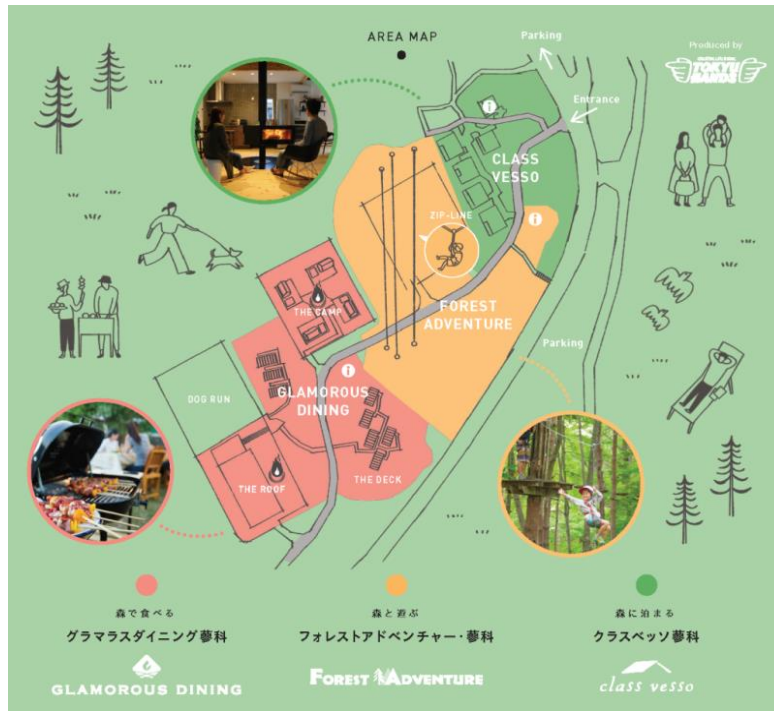 AREA MAP
Parking
Produced by
TOKYU
HANDS
Entrance
CLASS
VESSO
ZIP-LINE
THE CAMP
FOREST
ADVENTURE
Parking
DOG RUN
GLAMOROUS
DINING
THE ROOF
THE DECK
森で食べる
グラマラスダイニング蓼科
GLAMOROUS DINING
森と遊ぶ
フォレストアドベンチャー・蓼科
FOREST ADVENTURE
森に泊まる
クラスベッソ蓼科
class vesso